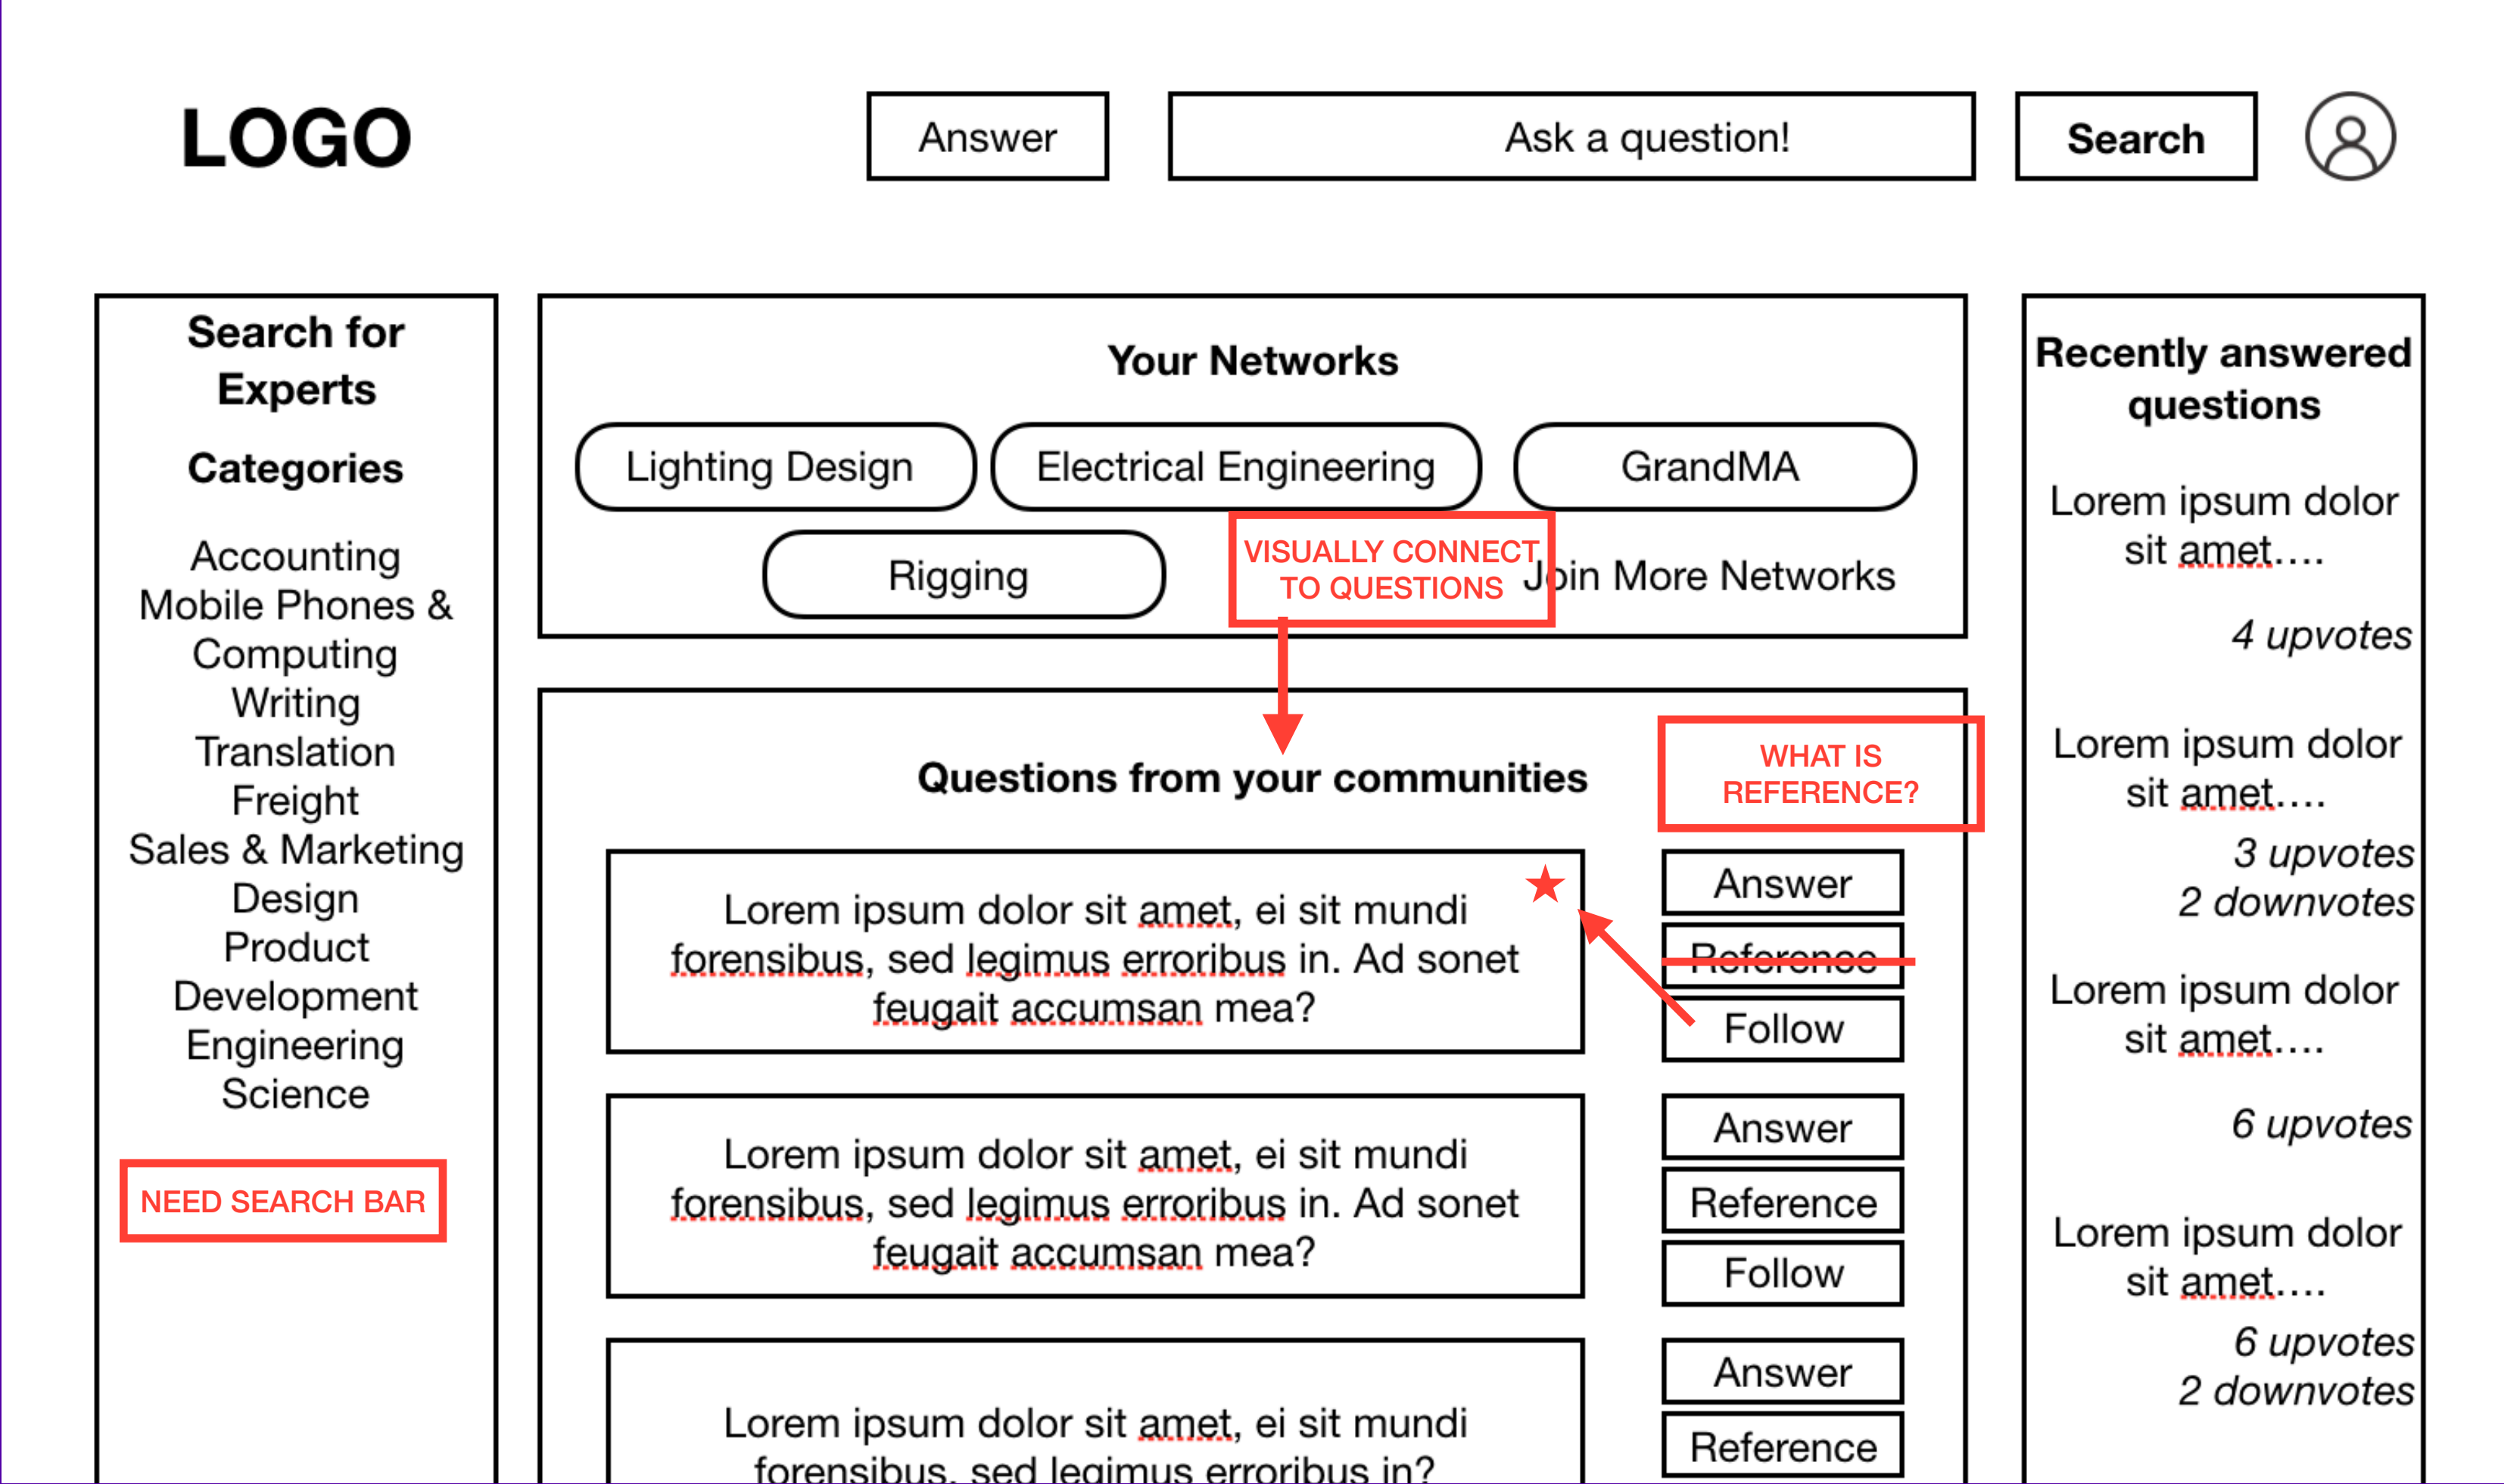 LOGO
Answer
Ask a question!
Search
Search for
Experts
Categories
Accounting
Mobile Phones &
Computing
Writing
Translation
Freight
Sales & Marketing
Design
Product
Development
Engineering
Science
NEED SEARCH BAR
Your Networks
Lighting Design
Electrical Engineering
GrandMA
Rigging
VISUALLY CONNECT
TO QUESTIONS
Join More Networks
Questions from your communities
WHAT IS
REFERENCE?
Lorem ipsum dolor sit amet, ei sit mundi
forensibus, sed legimus erroribus in. Ad sonet
feugait accumsan mea?
Answer
Reference
Follow
Lorem ipsum dolor sit amet, ei sit mundi
forensibus, sed legimus erroribus in. Ad sonet
feugait accumsan mea?
Answer
Reference
Follow
Lorem ipsum dolor sit amet, ei sit mundi
forensibus, sed legimus erroribus in?
Answer
Reference
Recently answered
questions
Lorem ipsum dolor
sit amet....
4 upvotes
Lorem ipsum dolor
sit amet....
3 upvotes
2 downvotes
Lorem ipsum dolor
sit amet....
6 upvotes
Lorem ipsum dolor
sit amet....
6 upvotes
2 downvotes